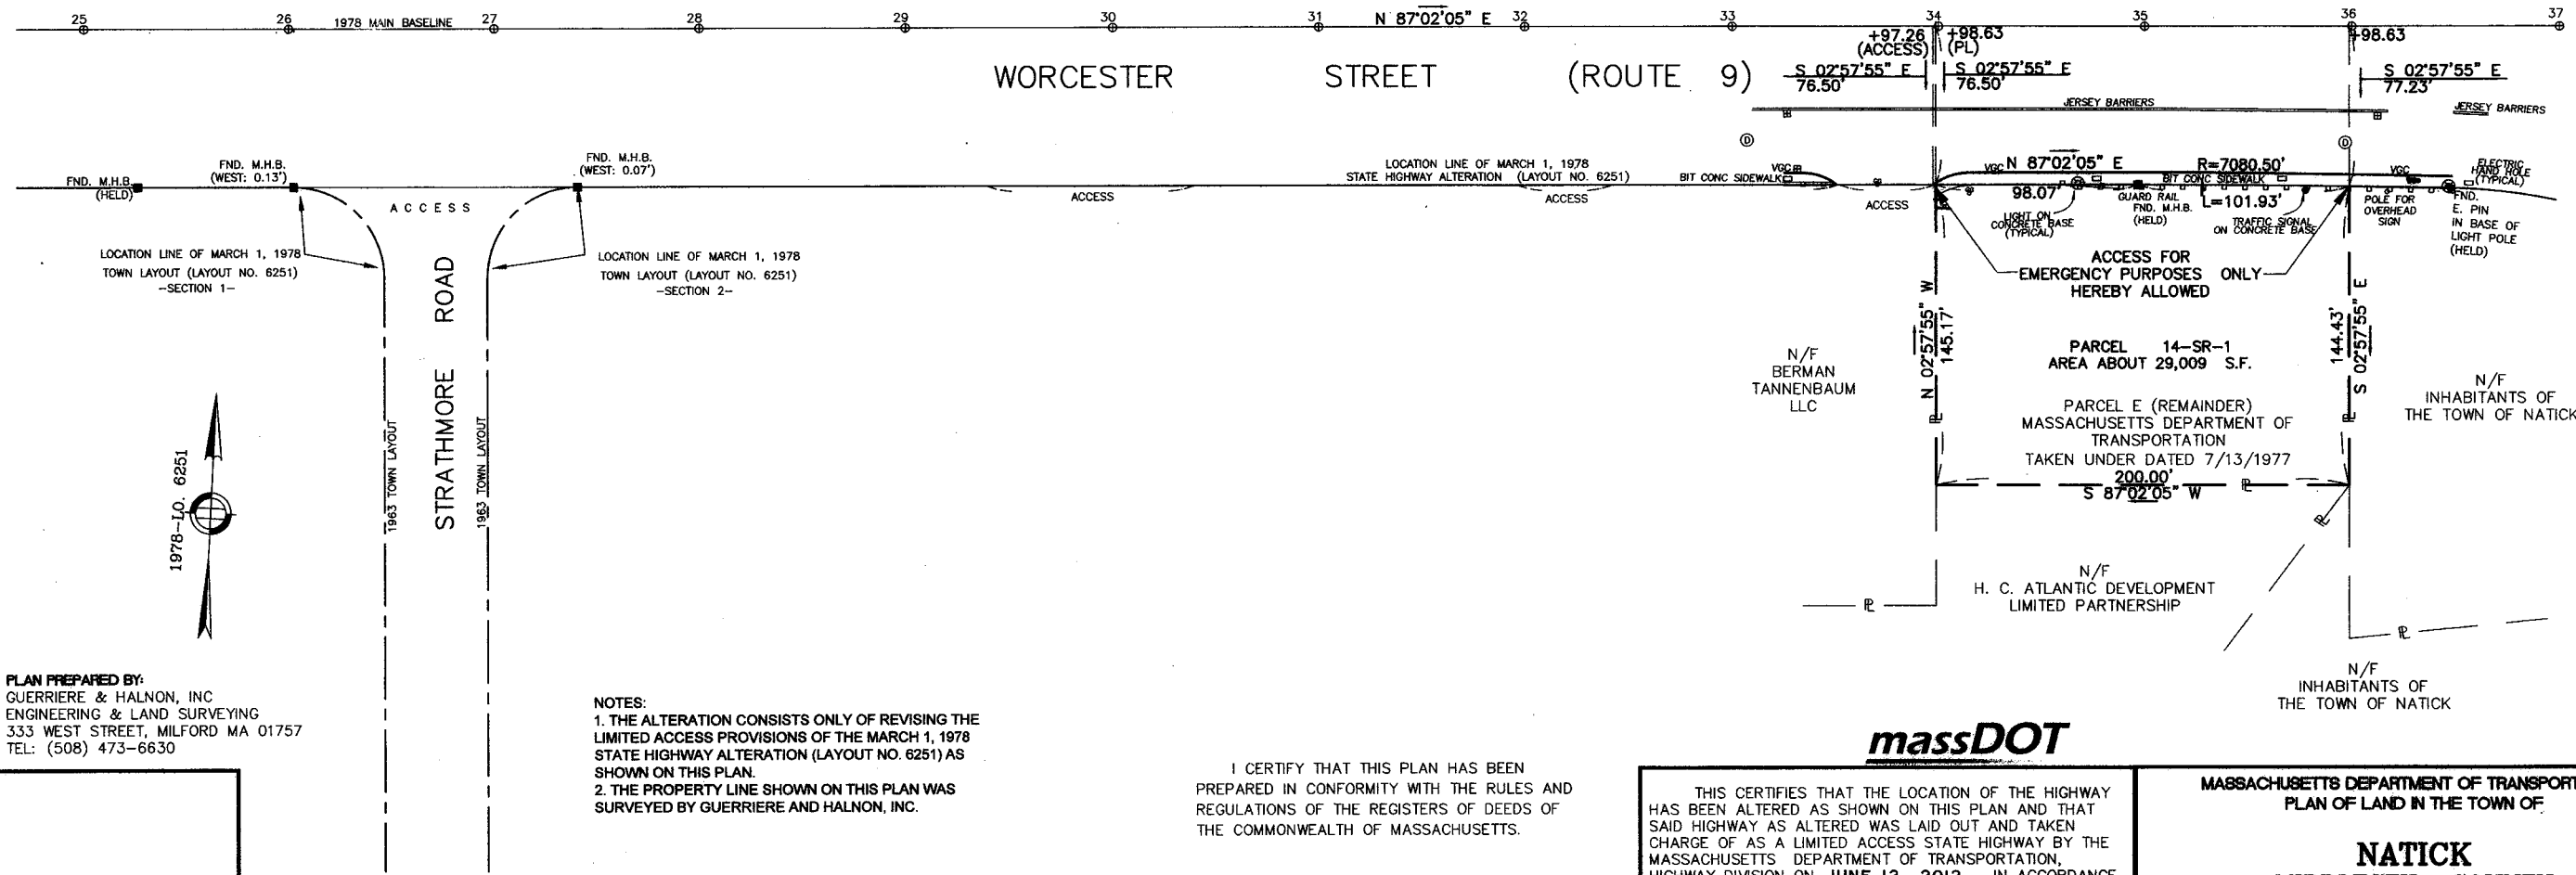 25
26
1978 MAIN BASELINE
27
28
29
30
31
N 87°02'05" E
32
33
34
35
36
37
+97.26
(ACCESS)
+98.63
(PL)
+98.63
WORCESTER STREET (ROUTE 9)
S 02°57'55" E
76.50'
S 02°57'55" E
76.50'
S 02°57'55" E
77.23'
JERSEY BARRIERS
JERSEY BARRIERS
D
D
FND. M.H.B.
(HELD)
FND. M.H.B.
(WEST: 0.13')
FND. M.H.B.
(WEST: 0.07')
ACCESS
ACCESS
LOCATION LINE OF MARCH 1, 1978
STATE HIGHWAY ALTERATION (LAYOUT NO. 6251)
ACCESS
BIT CONC SIDEWALK
VGC
ACCESS
VGC
N 87°02'05" E
R=7080.50'
BIT CONC SIDEWALK
98.07'
L=101.93'
GUARD RAIL
FND. M.H.B.
(HELD)
LIGHT ON
CONCRETE BASE
(TYPICAL)
TRAFFIC SIGNAL
ON CONCRETE BASE
VGC
POLE FOR
OVERHEAD
SIGN
ELECTRIC
HAND HOLE
(TYPICAL)
FND.
E. PIN
IN BASE OF
LIGHT POLE
(HELD)
LOCATION LINE OF MARCH 1, 1978
TOWN LAYOUT (LAYOUT NO. 6251)
-SECTION 1-
LOCATION LINE OF MARCH 1, 1978
TOWN LAYOUT (LAYOUT NO. 6251)
-SECTION 2-
STRATHMORE ROAD
1963 TOWN LAYOUT
1963 TOWN LAYOUT
1978-LO. 6251
ACCESS FOR
EMERGENCY PURPOSES ONLY
HEREBY ALLOWED
N 02°57'55" W
145.17'
144.43'
S 02°57'55" E
PARCEL 14-SR-1
AREA ABOUT 29,009 S.F.
PARCEL E (REMAINDER)
MASSACHUSETTS DEPARTMENT OF
TRANSPORTATION
TAKEN UNDER DATED 7/13/1977
200.00'
S 87°02'05" W
N/F
BERMAN
TANNENBAUM
LLC
N/F
INHABITANTS OF
THE TOWN OF NATICK
N/F
H. C. ATLANTIC DEVELOPMENT
LIMITED PARTNERSHIP
N/F
INHABITANTS OF
THE TOWN OF NATICK
PLAN PREPARED BY:
GUERRIERE & HALNON, INC
ENGINEERING & LAND SURVEYING
333 WEST STREET, MILFORD MA 01757
TEL: (508) 473-6630
NOTES:
1. THE ALTERATION CONSISTS ONLY OF REVISING THE
LIMITED ACCESS PROVISIONS OF THE MARCH 1, 1978
STATE HIGHWAY ALTERATION (LAYOUT NO. 6251) AS
SHOWN ON THIS PLAN.
2. THE PROPERTY LINE SHOWN ON THIS PLAN WAS
SURVEYED BY GUERRIERE AND HALNON, INC.
I CERTIFY THAT THIS PLAN HAS BEEN
PREPARED IN CONFORMITY WITH THE RULES AND
REGULATIONS OF THE REGISTERS OF DEEDS OF
THE COMMONWEALTH OF MASSACHUSETTS.
massDOT
THIS CERTIFIES THAT THE LOCATION OF THE HIGHWAY
HAS BEEN ALTERED AS SHOWN ON THIS PLAN AND THAT
SAID HIGHWAY AS ALTERED WAS LAID OUT AND TAKEN
CHARGE OF AS A LIMITED ACCESS STATE HIGHWAY BY THE
MASSACHUSETTS DEPARTMENT OF TRANSPORTATION,
MASSACHUSETTS DEPARTMENT OF TRANSPORT
PLAN OF LAND IN THE TOWN OF
NATICK